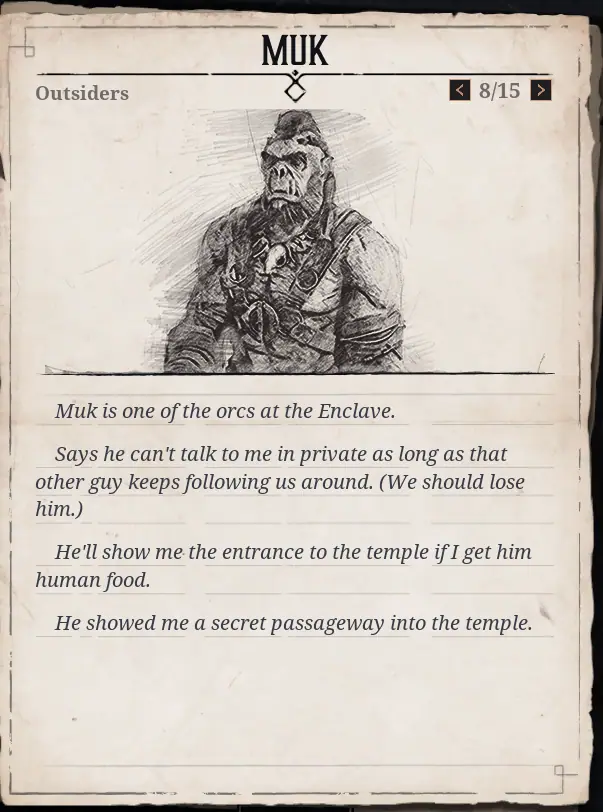 MUK
Outsiders
8/15
Muk is one of the orcs at the Enclave.
Says he can't talk to me in private as long as that
other guy keeps following us around. (We should lose
him.)
He'll show me the entrance to the temple if I get him
human food.
He showed me a secret passageway into the temple.